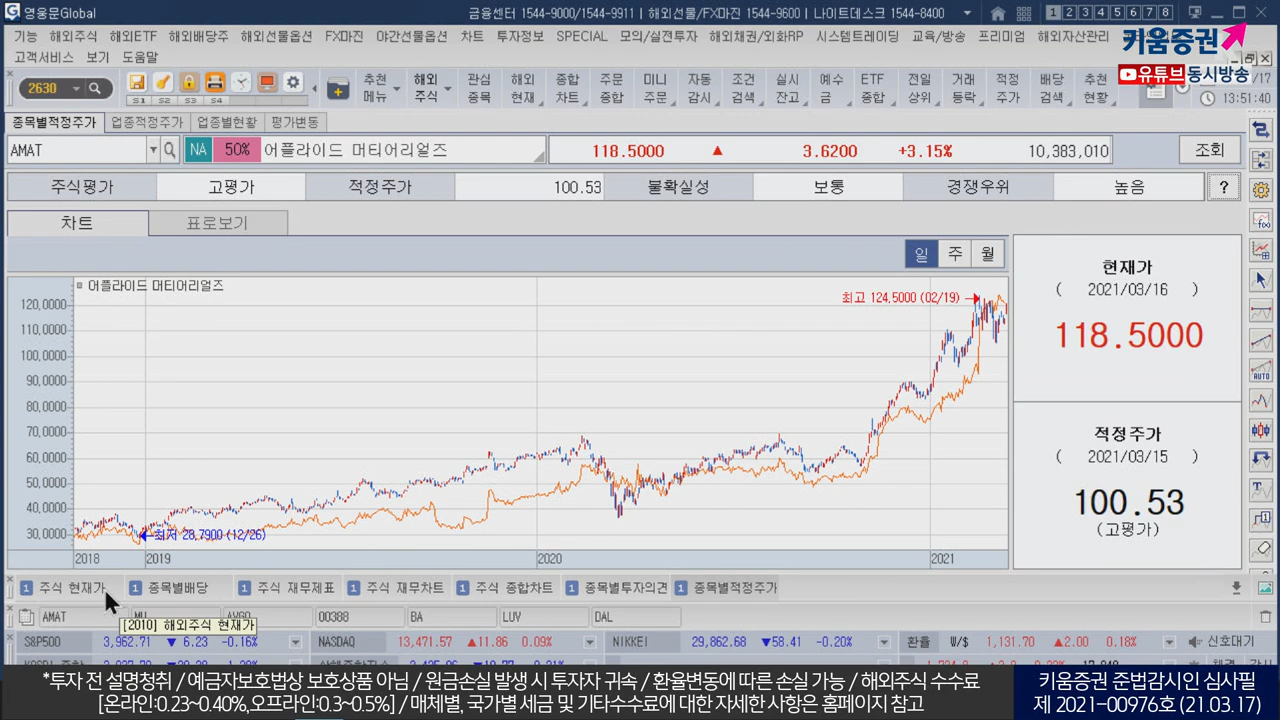 영웅문Global
금융센터 1544-9000/1544-9911 | 해외선물/FX마진 1544-9600 | 나이트데스크 1544-8400
1 2 3 4 5 6 7 8
기능 해외주식 해외ETF 해외배당주 해외선물옵션 FX마진 야간선물옵션 차트 투자정보 SPECIAL 모의/실전투자 해외채권/외화RP 시스템트레이딩 교육/방송 프리미엄 해외자산관리
고객서비스 보기 도움말
키움증권
유튜브 동시방송
2630
S1 S2 S3 S4
추천 메뉴
해외 주식
관심 종목
해외 현재
종합 차트
주문 종합
미니 주문
자동 감시
조건 검색
실시 잔고
예수 금
ETF 종합
전일 상위
거래 등락
적정 주가
배당 검색
추천 현황
/17
13:51:40
종목별적정주가 업종적정주가 업종별현황 평가변동
AMAT NA 50% 어플라이드 머티어리얼즈 118.5000 ▲ 3.6200 +3.15% 10,383,010 조회
주식평가 고평가 적정주가 100.53 불확실성 보통 경쟁우위 높음 ?
차트 표로보기
일 주 월
어플라이드 머티어리얼즈
최고 124.5000 (02/19)
120.0000
110.0000
100.0000
90.0000
80.0000
70.0000
60.0000
50.0000
40.0000
30.0000
최저 28.7900 (12/26)
2018 2019 2020 2021
현재가
( 2021/03/16 )
118.5000
적정주가
( 2021/03/15 )
100.53
(고평가)
f(x)
AUTO
1 주식 현재가 1 종목별배당 1 주식 재무제표 1 주식 재무차트 1 주식 종합차트 1 종목별투자의견 1 종목별적정주가
AMAT MU AVGO 00388 BA LUV DAL
[2010] 해외주식 현재가
S&P500 3,962.71 ▼ 6.23 -0.16% NASDAQ 13,471.57 ▲11.86 0.09% NIKKEI 29,862.68 ▼58.41 -0.20% 환율 W/$ 1,131.70 ▲2.00 0.18% 신호대기
*투자 전 설명청취 / 예금자보호법상 보호상품 아님 / 원금손실 발생 시 투자자 귀속 / 환율변동에 따른 손실 가능 / 해외주식 수수료
[온라인:0.23~0.40%,오프라인:0.3~0.5%] / 매체별, 국가별 세금 및 기타수수료에 대한 자세한 사항은 홈페이지 참고
키움증권 준법감시인 심사필
제 2021-00976호 (21.03.17)